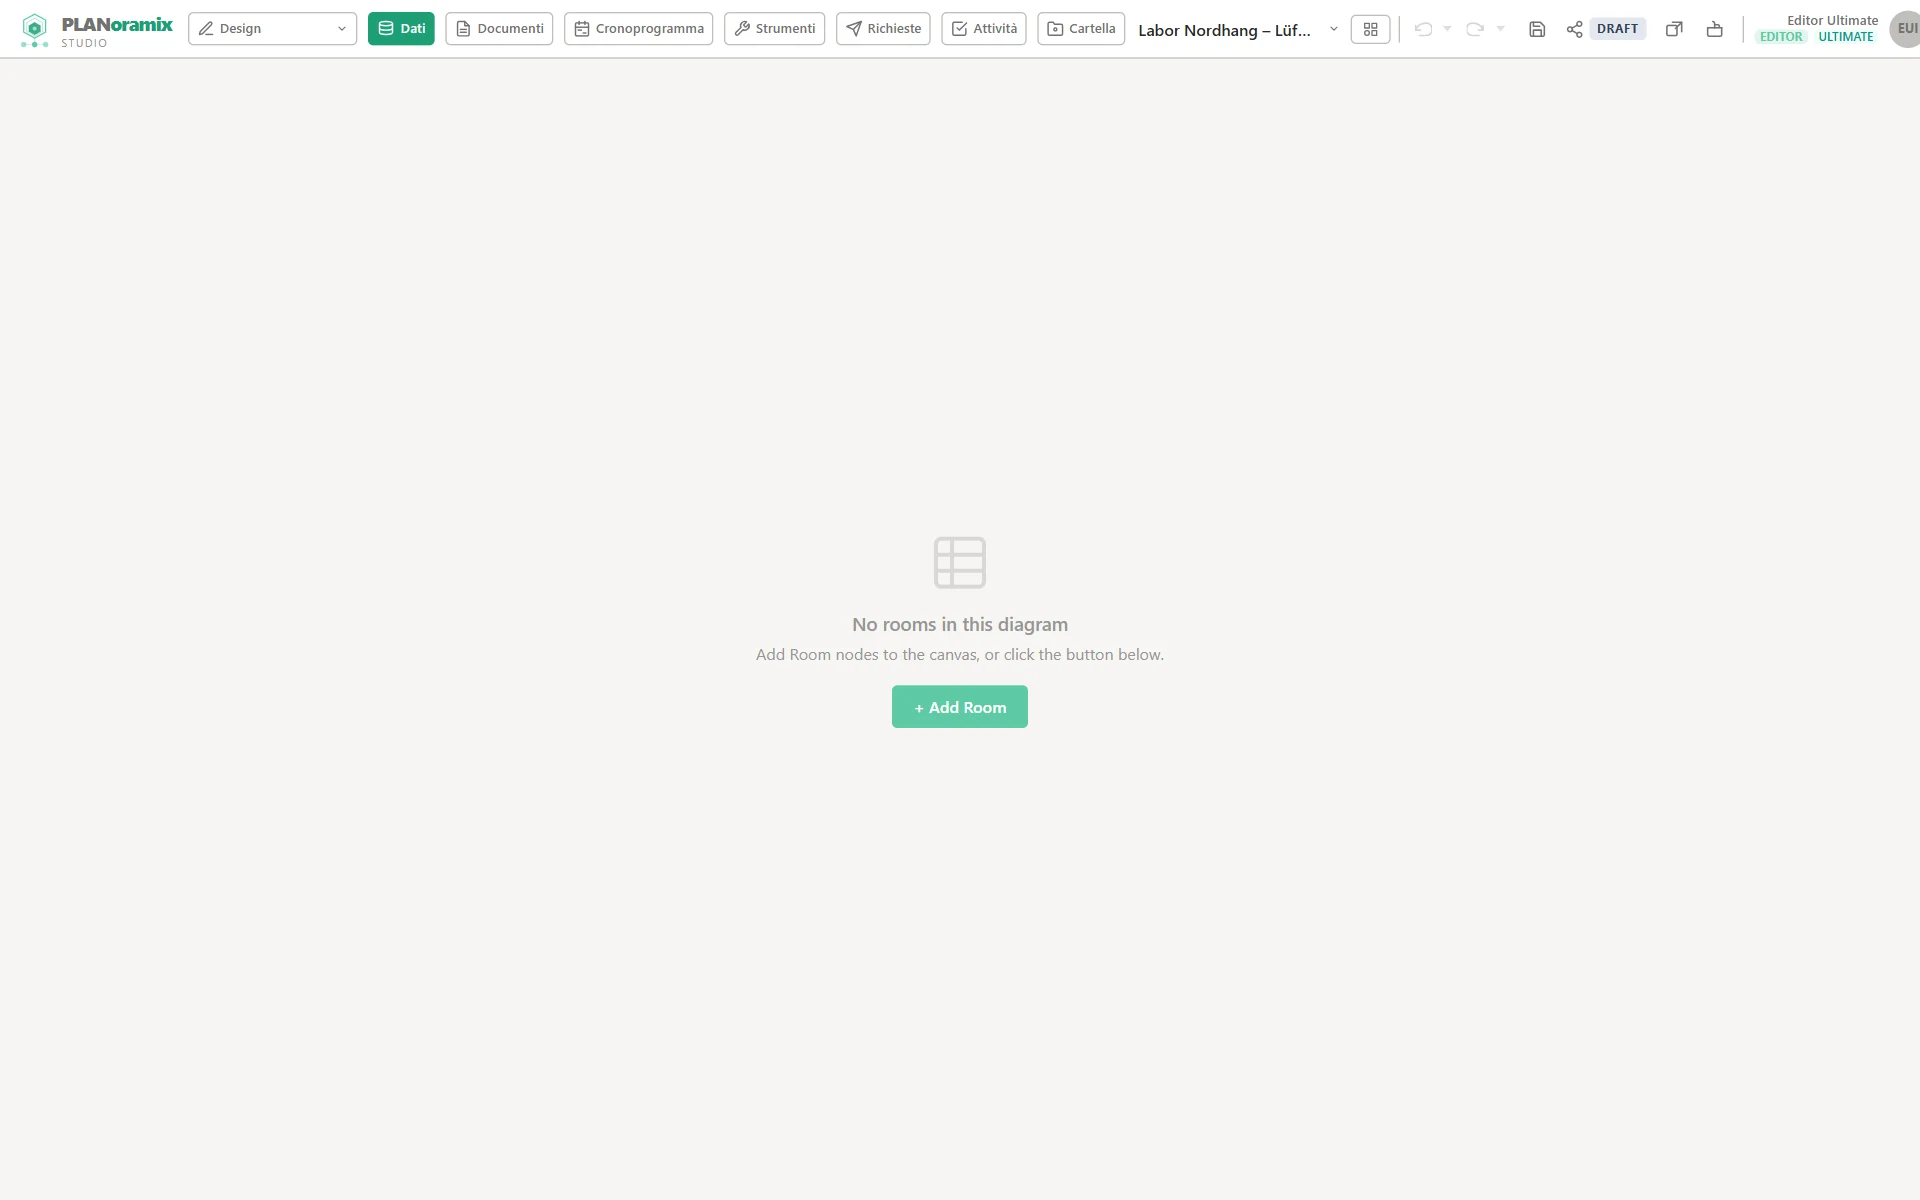 PLANoramix
STUDIO
Design
Dati
Documenti
Cronoprogramma
Strumenti
Richieste
Attività
Cartella
Labor Nordhang – Lüf...
DRAFT
Editor Ultimate
EDITOR ULTIMATE
EUI
No rooms in this diagram
Add Room nodes to the canvas, or click the button below.
+ Add Room